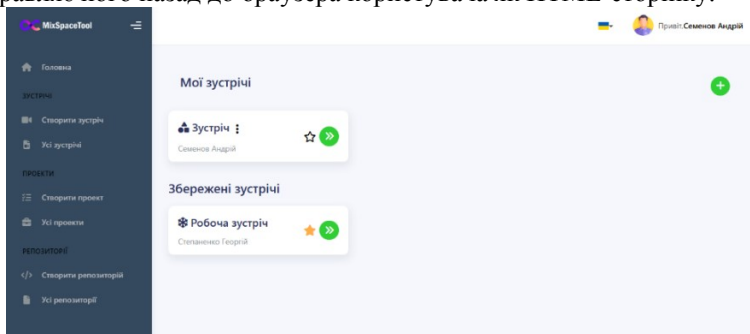 MixSpaceTool
Привіт, Семенов Андрій
Головна
ЗУСТРІЧІ
Створити зустріч
Усі зустрічі
ПРОЕКТИ
Створити проект
Усі проекти
РЕПОЗИТОРІЇ
Створити репозиторій
Усі репозиторії
Мої зустрічі
Зустріч
Семенов Андрій
Збережені зустрічі
Робоча зустріч
Степаненко Георгій